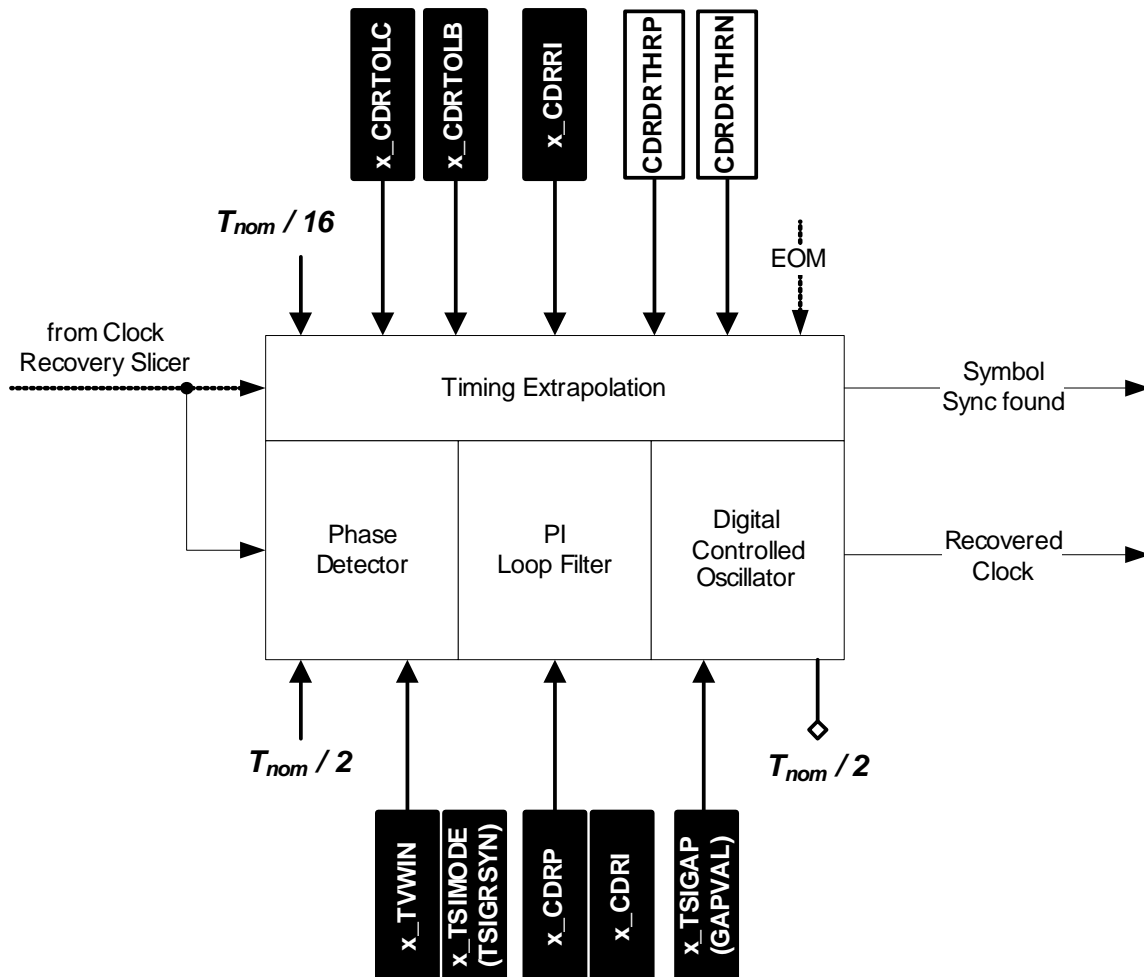 x_CDRTOLC
x_CDRTOLB
x_CDRRI
CDRDRTHRP
CDRDRTHRN
Tnom / 16
EOM
from Clock
Recovery Slicer
Timing Extrapolation
Symbol
Sync found
Phase
Detector
PI
Loop Filter
Digital
Controlled
Oscillator
Recovered
Clock
Tnom / 2
Tnom / 2
x_TVWIN
x_TSIMODE
(TSIGRSYN)
x_CDRP
x_CDRI
x_TSIGAP
(GAPVAL)